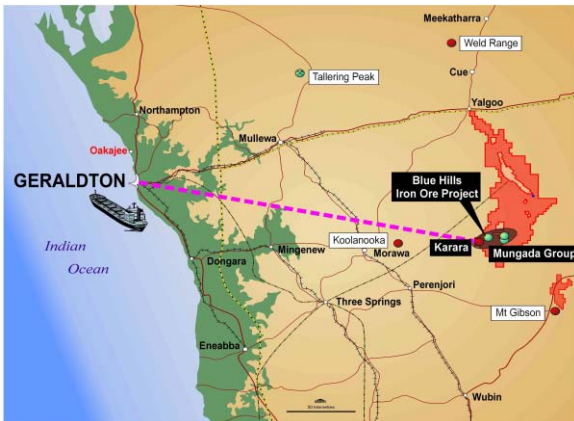 Meekatharra
Weld Range
Tallering Peak
Cue
Yalgoo
Northampton
Mullewa
Oakajee
GERALDTON
Blue Hills
Iron Ore Project
Indian
Ocean
Koolanooka
Karara
Mungada Group
Dongara
Mingenew
Morawa
Perenjori
Three Springs
Mt Gibson
Eneabba
Wubin